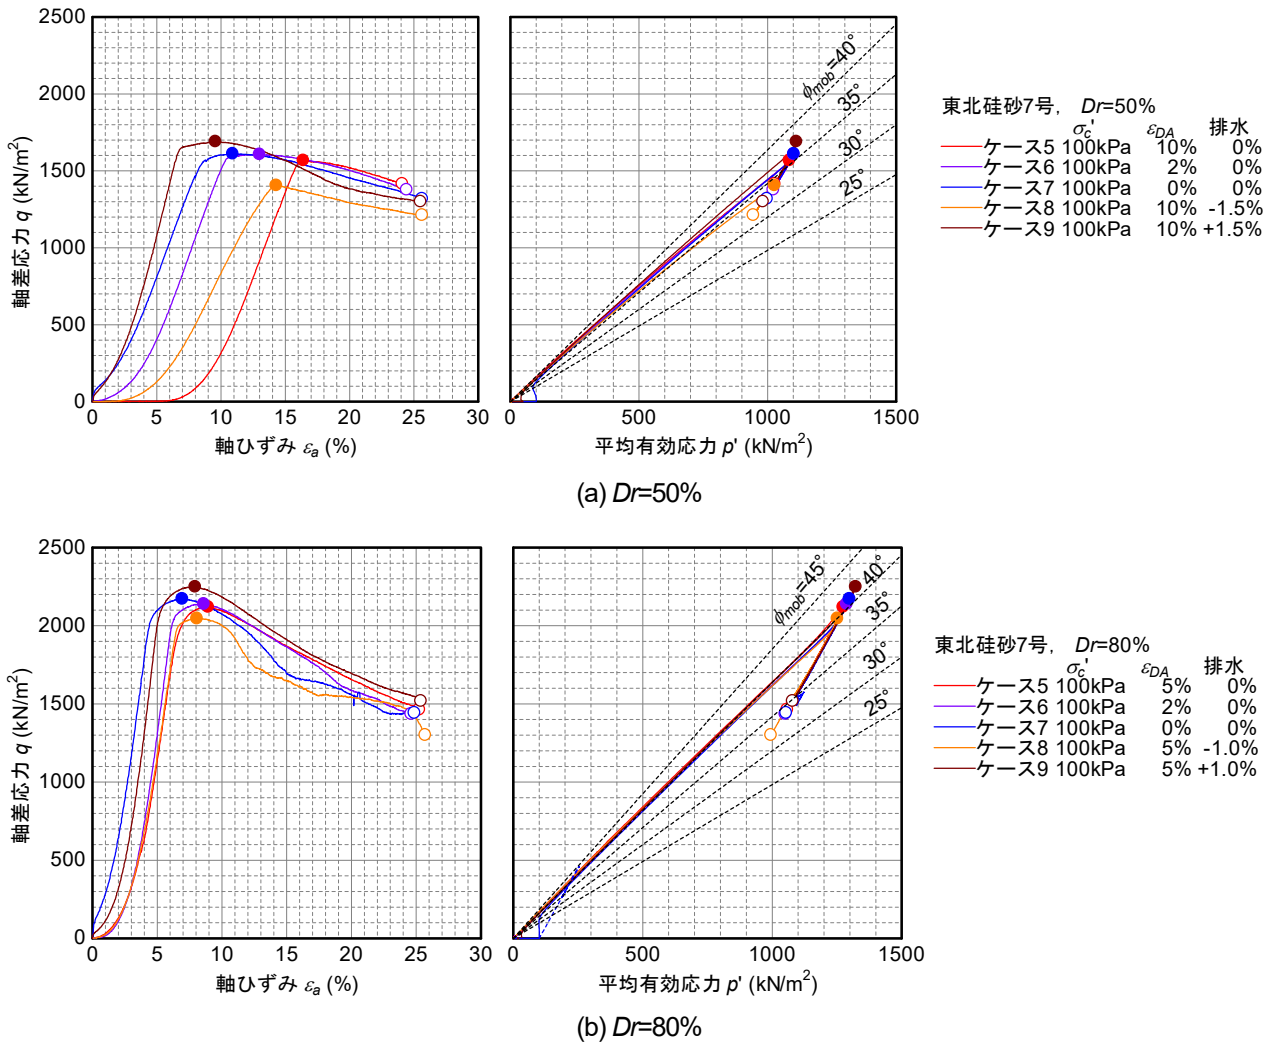 2500
2000
1500
1000
500
0
軸差応力 q (kN/m²)
0 5 10 15 20 25 30
軸ひずみ εa (%)
ϕmob=40°
35°
30°
25°
0 500 1000 1500
平均有効応力 p' (kN/m²)
東北硅砂7号, Dr=50%
σc' εDA 排水
ケース5 100kPa 10% 0%
ケース6 100kPa 2% 0%
ケース7 100kPa 0% 0%
ケース8 100kPa 10% -1.5%
ケース9 100kPa 10% +1.5%
(a) Dr=50%
2500
2000
1500
1000
500
0
軸差応力 q (kN/m²)
0 5 10 15 20 25 30
軸ひずみ εa (%)
ϕmob=45°
40°
35°
30°
25°
0 500 1000 1500
平均有効応力 p' (kN/m²)
東北硅砂7号, Dr=80%
σc' εDA 排水
ケース5 100kPa 5% 0%
ケース6 100kPa 2% 0%
ケース7 100kPa 0% 0%
ケース8 100kPa 5% -1.0%
ケース9 100kPa 5% +1.0%
(b) Dr=80%